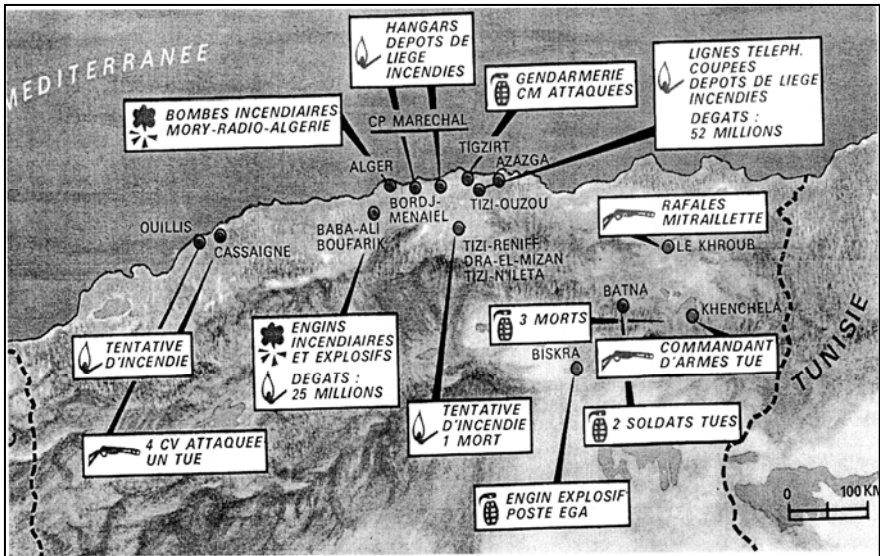 MEDITERRANEE
HANGARS
DEPOTS DE
LIEGE
INCENDIES
LIGNES TELEPH.
COUPEES
DEPOTS DE LIEGE
INCENDIES
DEGATS :
52 MILLIONS
GENDARMERIE
CM ATTAQUEES
BOMBES INCENDIAIRES
MORY-RADIO-ALGERIE
CP MARECHAL
TIGZIRT
AZAZGA
ALGER
BORDJ-
MENAIEL
TIZI-OUZOU
RAFALES
MITRAILLETTE
OUILLIS
CASSAIGNE
BABA-ALI
BOUFARIK
TIZI-RENIFF
DRA-EL-MIZAN
TIZI-N'ILETA
LE KHROUB
BATNA
KHENCHELA
3 MORTS
BISKRA
TUNISIE
ENGINS
INCENDIAIRES
ET EXPLOSIFS
DEGATS :
25 MILLIONS
TENTATIVE
D'INCENDIE
COMMANDANT
D'ARMES TUE
TENTATIVE
D'INCENDIE
1 MORT
2 SOLDATS TUES
4 CV ATTAQUEE
UN TUE
ENGIN EXPLOSIF
POSTE EGA
0 100 KM